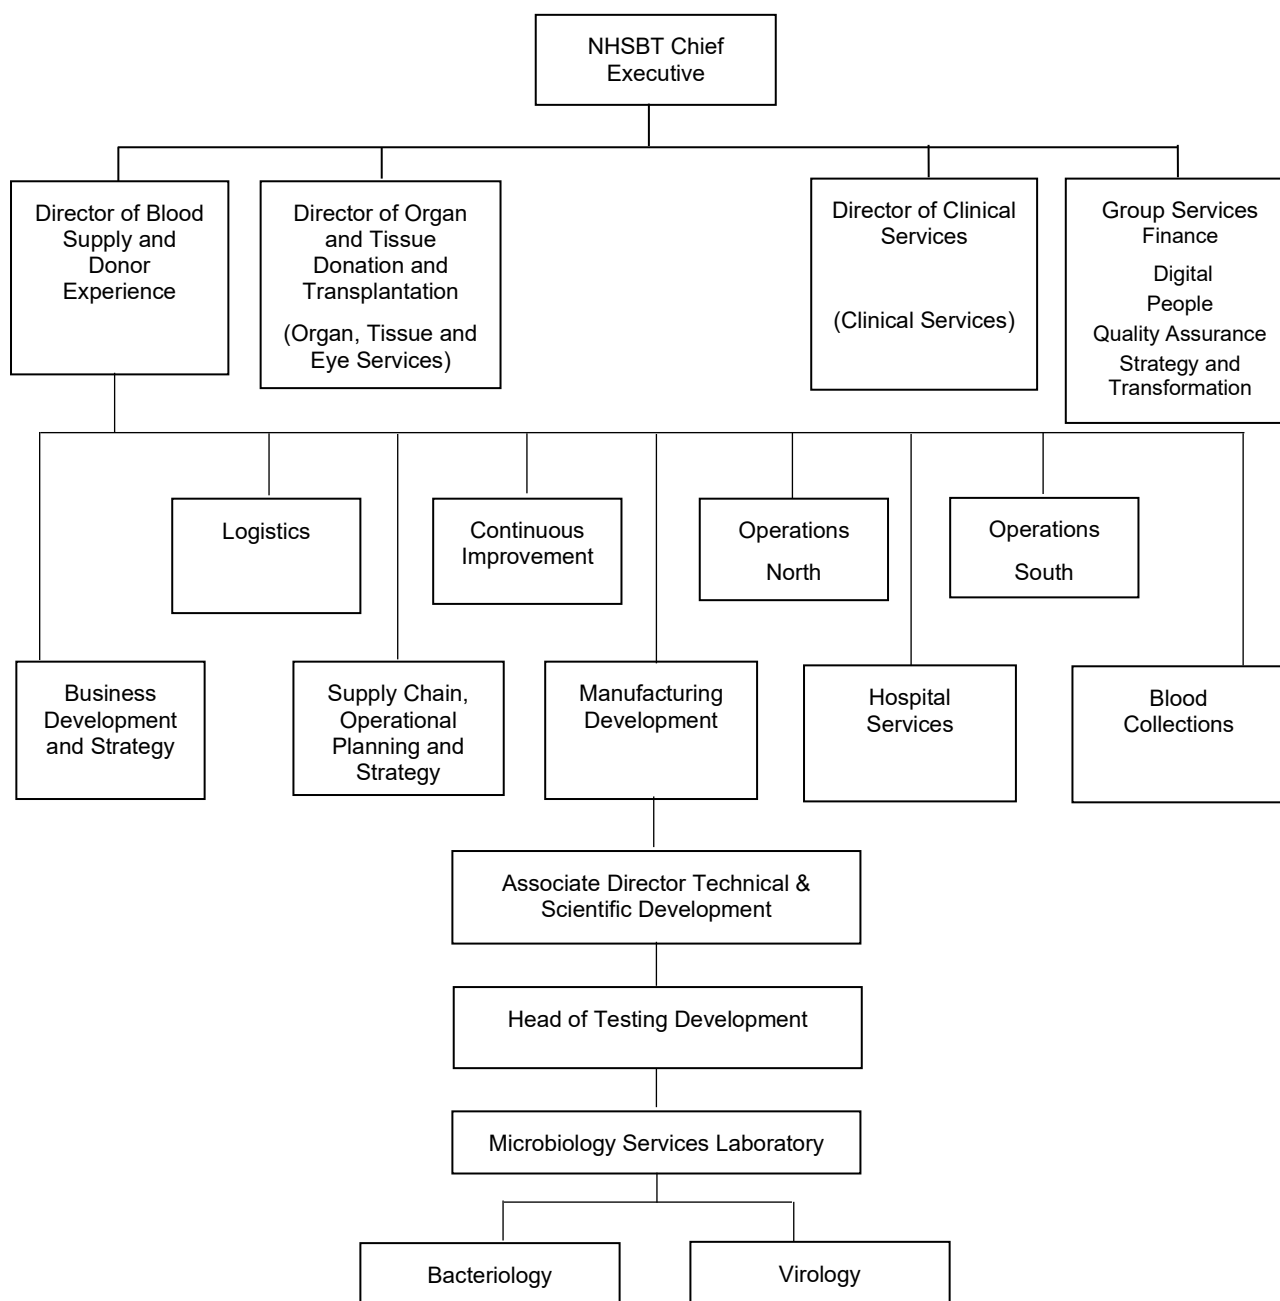 NHSBT Chief
Executive
Director of Blood
Supply and
Donor
Experience
Director of Organ
and Tissue
Donation and
Transplantation
(Organ, Tissue and
Eye Services)
Director of Clinical
Services
(Clinical Services)
Group Services
Finance
Digital
People
Quality Assurance
Strategy and
Transformation
Logistics
Continuous
Improvement
Operations
North
Operations
South
Business
Development
and Strategy
Supply Chain,
Operational
Planning and
Strategy
Manufacturing
Development
Hospital
Services
Blood
Collections
Associate Director Technical &
Scientific Development
Head of Testing Development
Microbiology Services Laboratory
Bacteriology
Virology